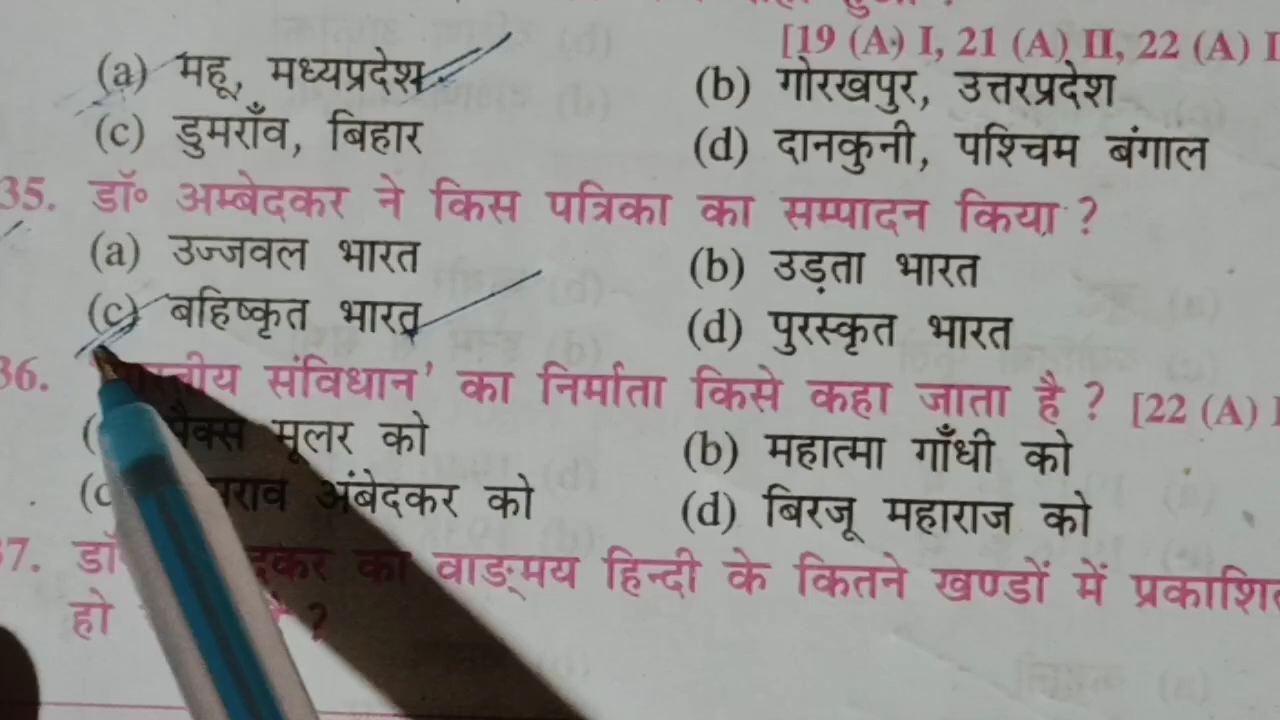 [19 (A) I, 21 (A) II, 22 (A) I
(a) महू, मध्यप्रदेश (b) गोरखपुर, उत्तरप्रदेश
(c) डुमराँव, बिहार (d) दानकुनी, पश्चिम बंगाल
35. डॉ॰ अम्बेदकर ने किस पत्रिका का सम्पादन किया ?
(a) उज्जवल भारत (b) उड़ता भारत
(c) बहिष्कृत भारत (d) पुरस्कृत भारत
36. संविधान' का निर्माता किसे कहा जाता है ? [22 (A) I
मैक्स मूलर को (b) महात्मा गाँधी को
अंबेदकर को (d) बिरजू महाराज को
37. का वाङ्मय हिन्दी के कितने खण्डों में प्रकाशित
हो ?